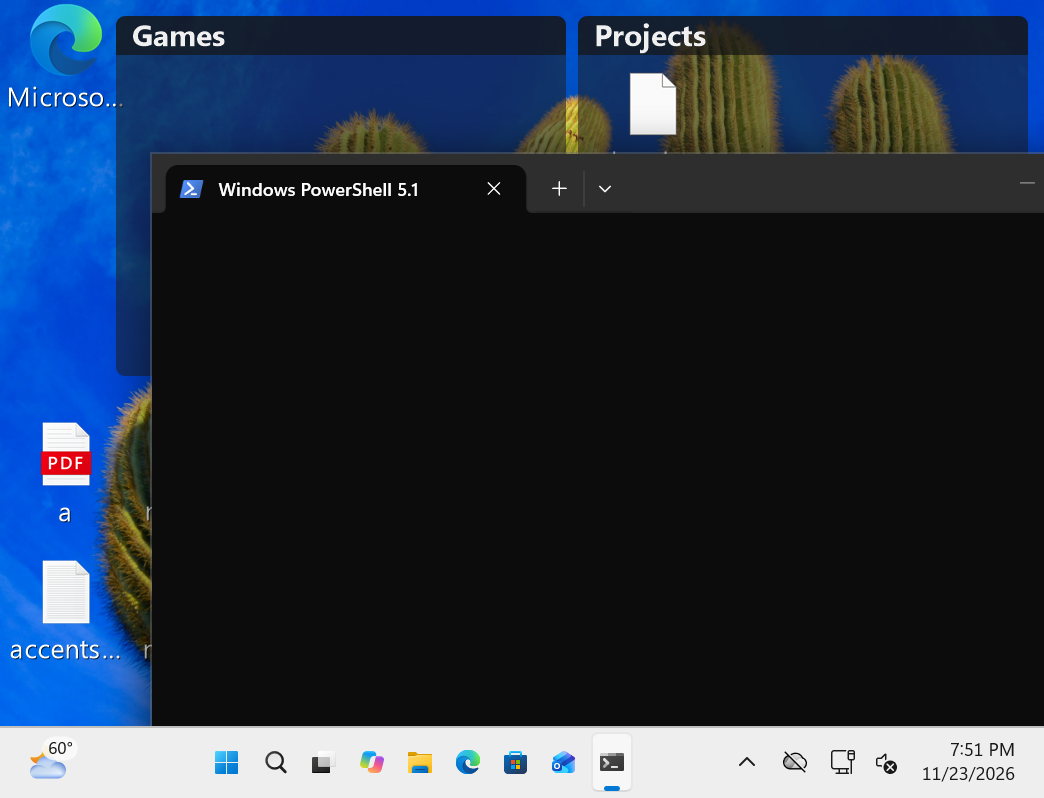 Games
Projects
Microso...
Windows PowerShell 5.1
PDF
a
accents...
60°
7:51 PM
11/23/2026